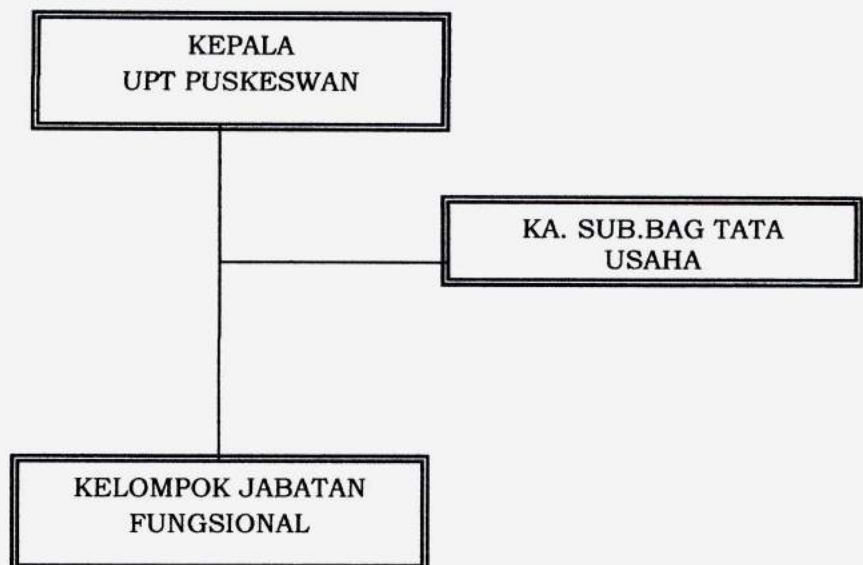 KEPALA
UPT PUSKESWAN
KA. SUB.BAG TATA
USAHA
KELOMPOK JABATAN
FUNGSIONAL